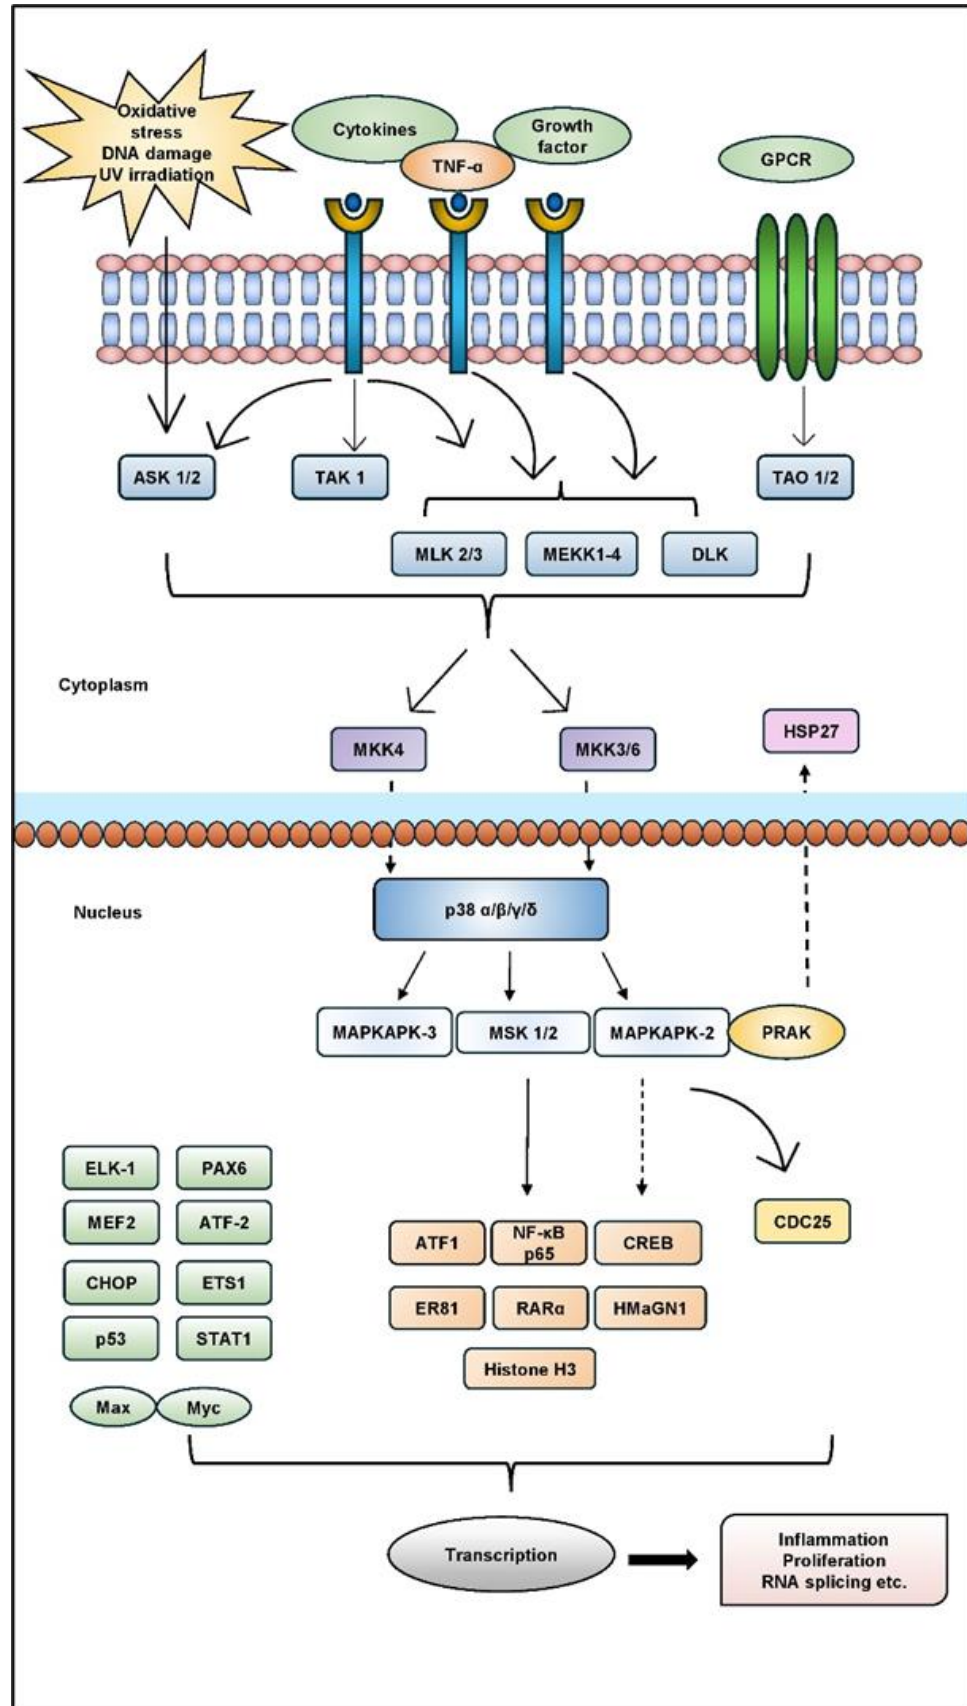 Oxidative
stress
DNA damage
UV irradiation
Cytokines
TNF-α
Growth
factor
GPCR
ASK 1/2
TAK 1
TAO 1/2
MLK 2/3
MEKK1-4
DLK
Cytoplasm
MKK4
MKK3/6
HSP27
Nucleus
p38 α/β/γ/δ
MAPKAPK-3
MSK 1/2
MAPKAPK-2
PRAK
ELK-1
PAX6
MEF2
ATF-2
CHOP
ETS1
p53
STAT1
Max
Myc
ATF1
NF-κB
p65
CREB
CDC25
ER81
RARα
HMaGN1
Histone H3
Transcription
Inflammation
Proliferation
RNA splicing etc.